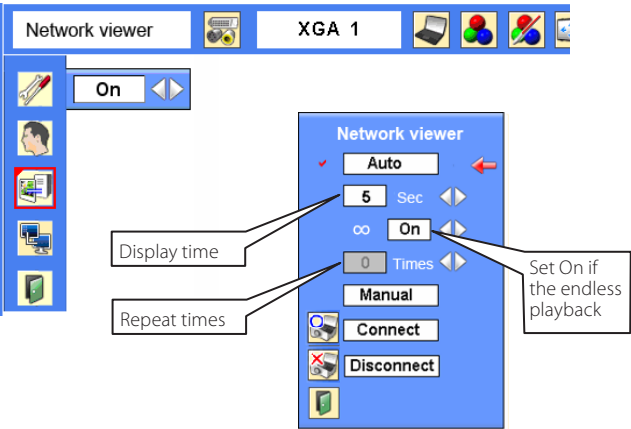 Network viewer
XGA 1
On
Network viewer
Auto
5 Sec
∞ On
0 Times
Manual
Connect
Disconnect
Display time
Repeat times
Set On if
the endless
playback